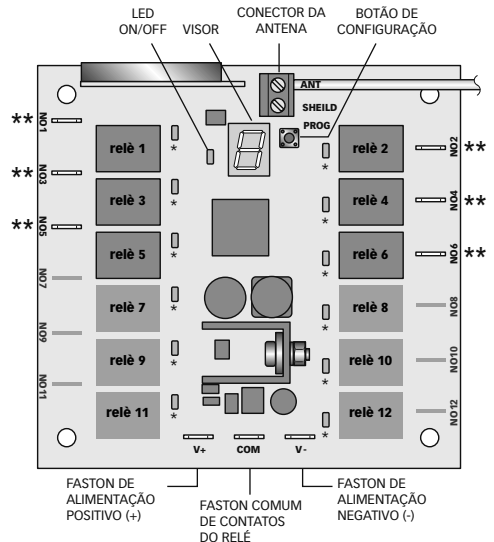 LED
ON/OFF
VISOR
CONECTOR DA
ANTENA
BOTÃO DE
CONFIGURAÇÃO
ANT
SHEILD
PROG
** NO1
relè 1
*
relè 2
*
NO2 **
** NO3
relè 3
*
relè 4
*
NO4 **
** NO5
relè 5
*
relè 6
*
NO6 **
NO7
relè 7
*
relè 8
*
NO8
NO9
relè 9
*
relè 10
*
NO10
NO11
relè 11
*
relè 12
*
NO12
V+
COM
V-
FASTON DE
ALIMENTAÇÃO
POSITIVO (+)
FASTON COMUM
DE CONTATOS
DO RELÉ
FASTON DE
ALIMENTAÇÃO
NEGATIVO (-)